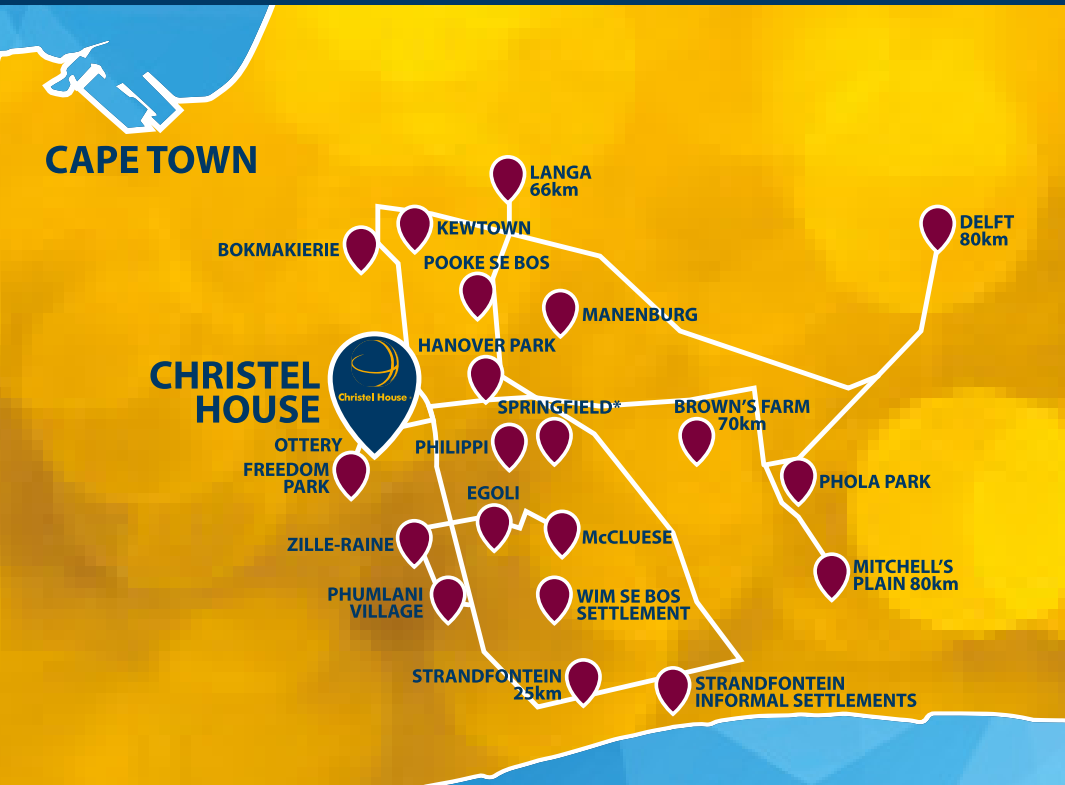 CAPE TOWN
LANGA
66km
KEWTOWN
DELFT
80km
BOKMAKIERIE
POOKE SE BOS
MANENBURG
HANOVER PARK
CHRISTEL
HOUSE
Christel House
SPRINGFIELD*
BROWN'S FARM
70km
OTTERY
PHILIPPI
FREEDOM
PARK
PHOLA PARK
EGOLI
McCLUESE
ZILLE-RAINE
MITCHELL'S
PLAIN 80km
PHUMLANI
VILLAGE
WIM SE BOS
SETTLEMENT
STRANDFONTEIN
25km
STRANDFONTEIN
INFORMAL SETTLEMENTS